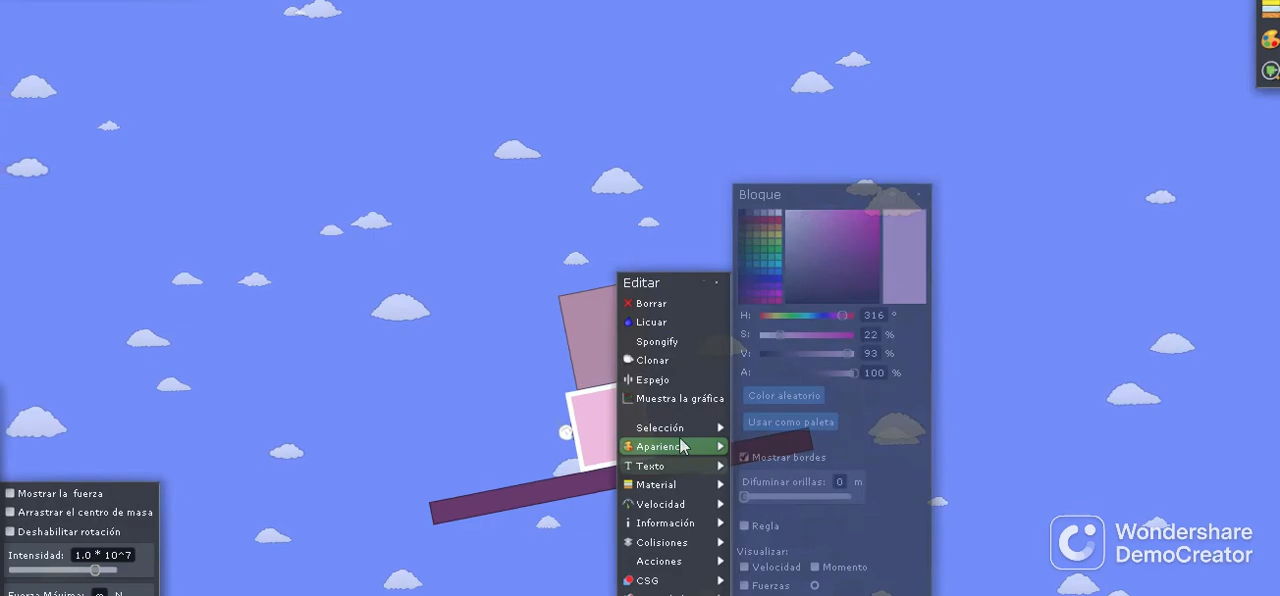 Bloque
Editar
Borrar
Licuar
Spongify
Clonar
Espejo
Muestra la gráfica
Selección
Texto
Material
Velocidad
Información
Colisiones
Acciones
CSG
H: 316 °
S: 22 %
V: 93 %
A: 100 %
Color aleatorio
Usar como paleta
Mostrar bordes
Difuminar orillas: 0 m
Regla
Visualizar:
Velocidad Momento
Fuerzas
Mostrar la fuerza
Arrastrar el centro de masa
Deshabilitar rotación
Intensidad: 1.0 * 10^7
Wondershare
DemoCreator